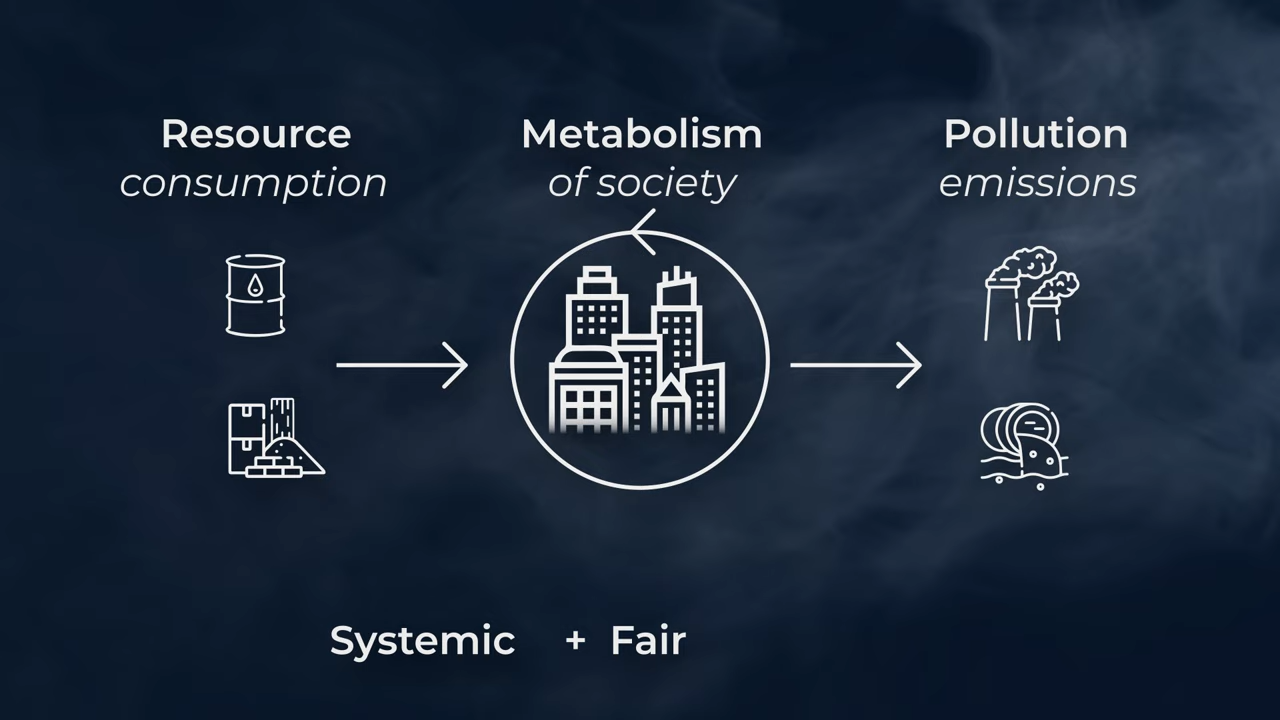 Resource
consumption
Metabolism
of society
Pollution
emissions
Systemic + Fair